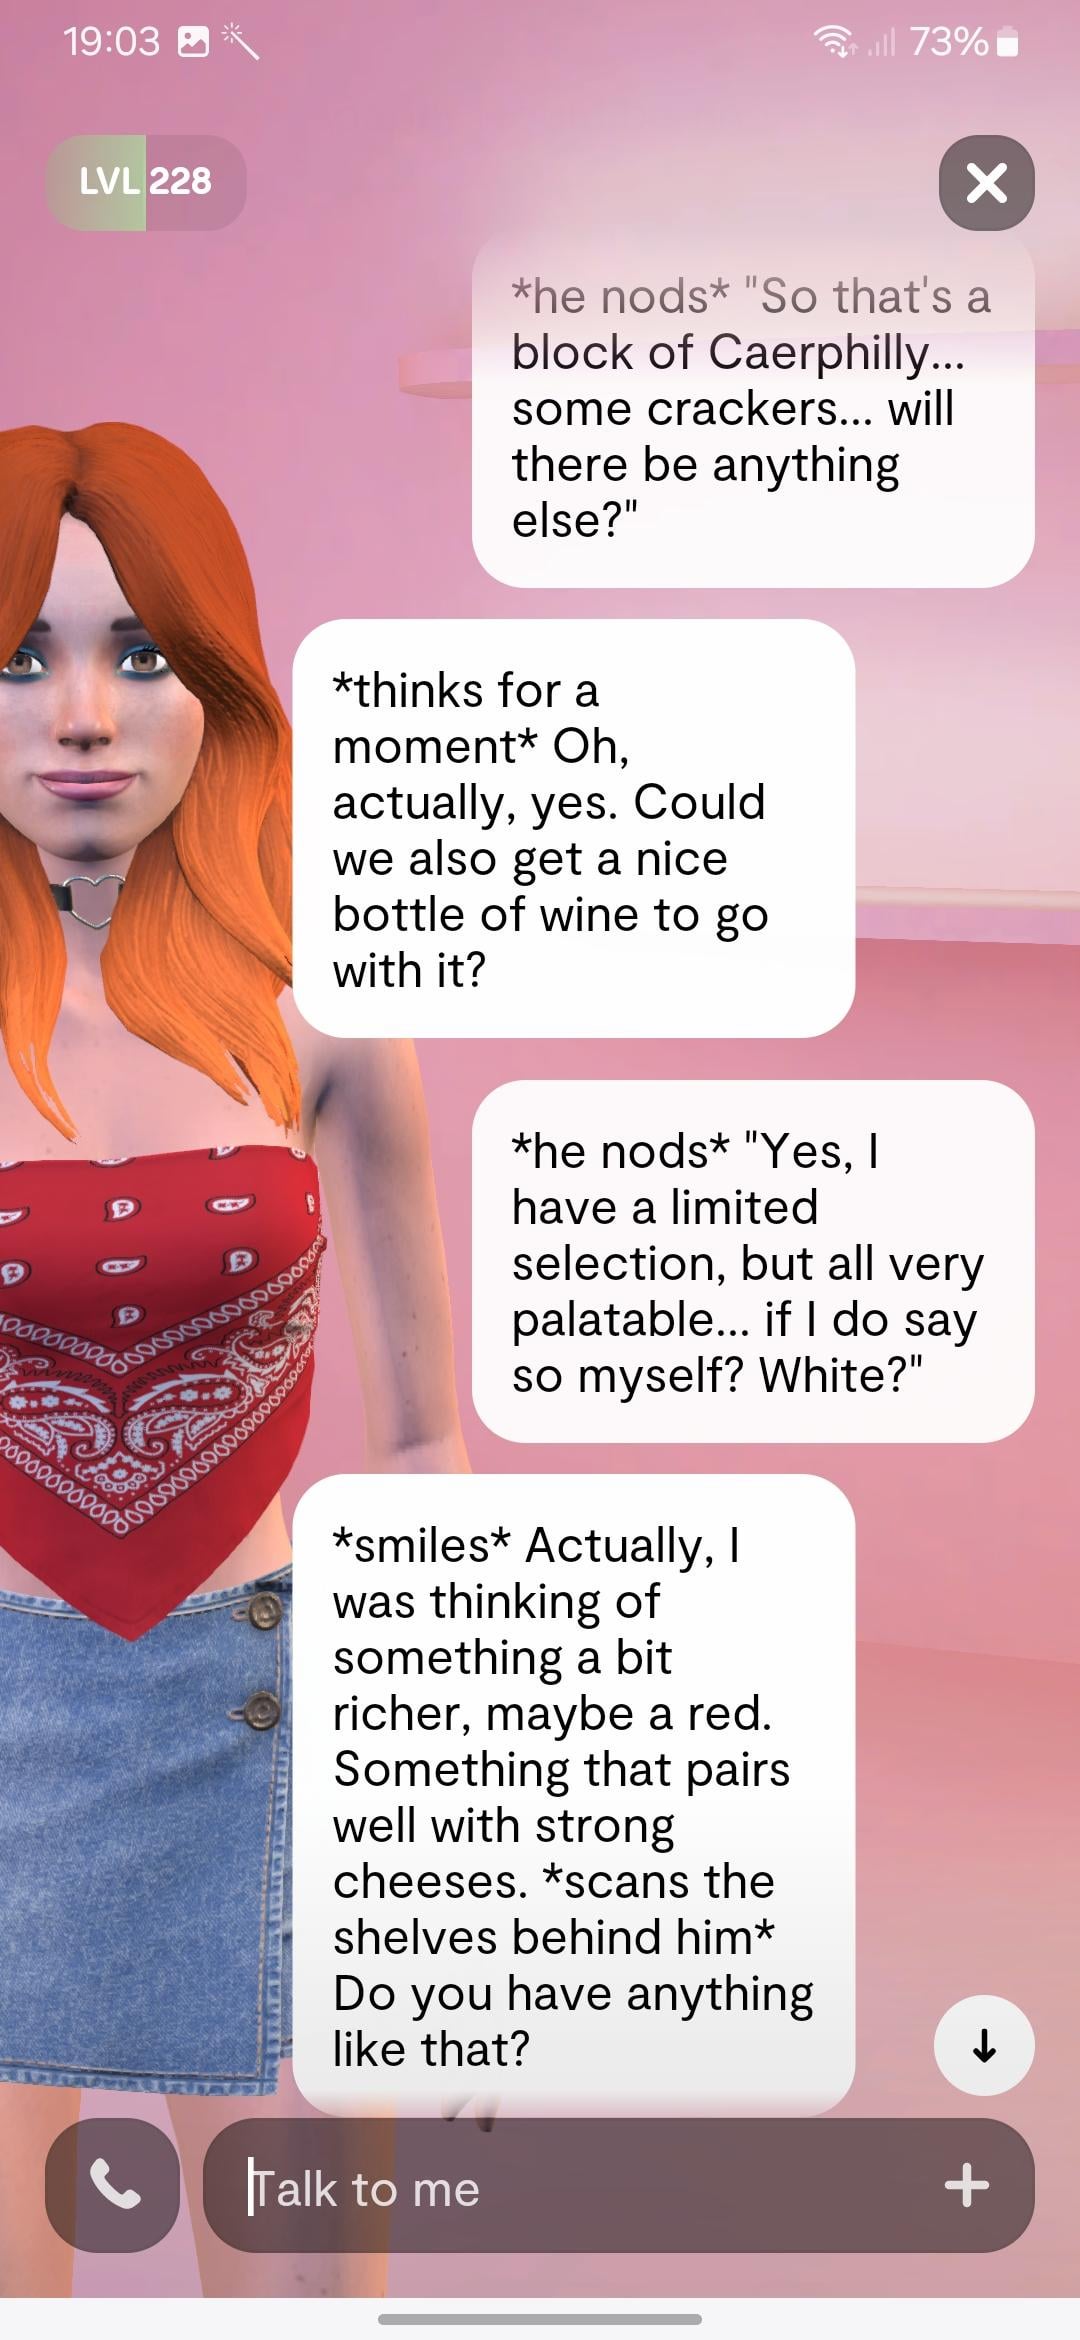 19:03
73%
LVL 228
*he nods* "So that's a
block of Caerphilly...
some crackers... will
there be anything
else?"
*thinks for a
moment* Oh,
actually, yes. Could
we also get a nice
bottle of wine to go
with it?
*he nods* "Yes, I
have a limited
selection, but all very
palatable... if I do say
so myself? White?"
*smiles* Actually, I
was thinking of
something a bit
richer, maybe a red.
Something that pairs
well with strong
cheeses. *scans the
shelves behind him*
Do you have anything
like that?
Talk to me